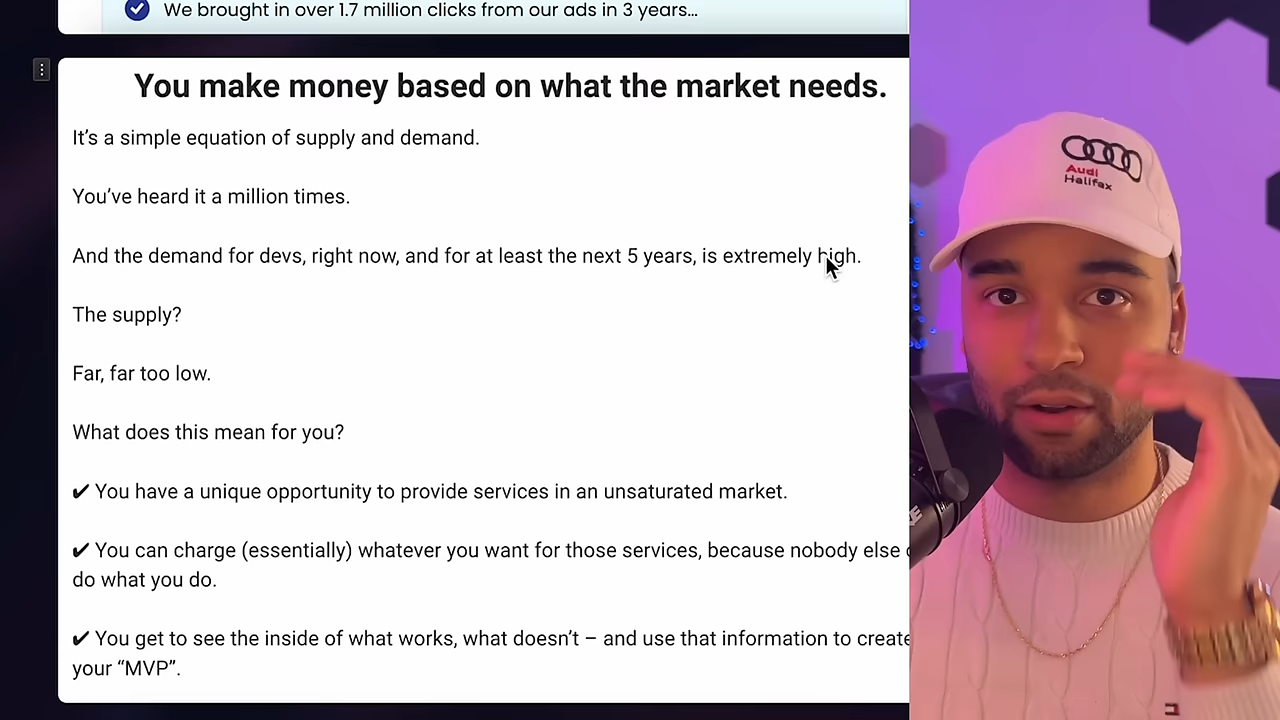 We brought in over 1.7 million clicks from our ads in 3 years...
You make money based on what the market needs.
It's a simple equation of supply and demand.
You've heard it a million times.
And the demand for devs, right now, and for at least the next 5 years, is extremely high.
The supply?
Far, far too low.
What does this mean for you?
✔ You have a unique opportunity to provide services in an unsaturated market.
✔ You can charge (essentially) whatever you want for those services, because nobody else
do what you do.
✔ You get to see the inside of what works, what doesn't – and use that information to create
your “MVP”.
Audi
Halifax